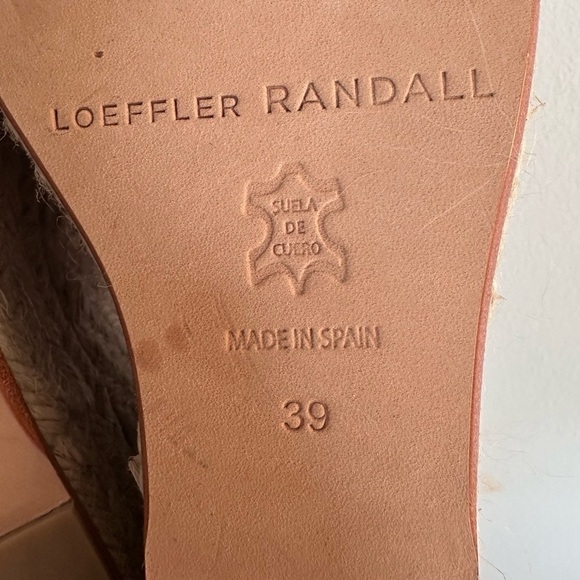 LOEFFLER RANDALL
SUELA
DE
CUERO
MADE IN SPAIN
39